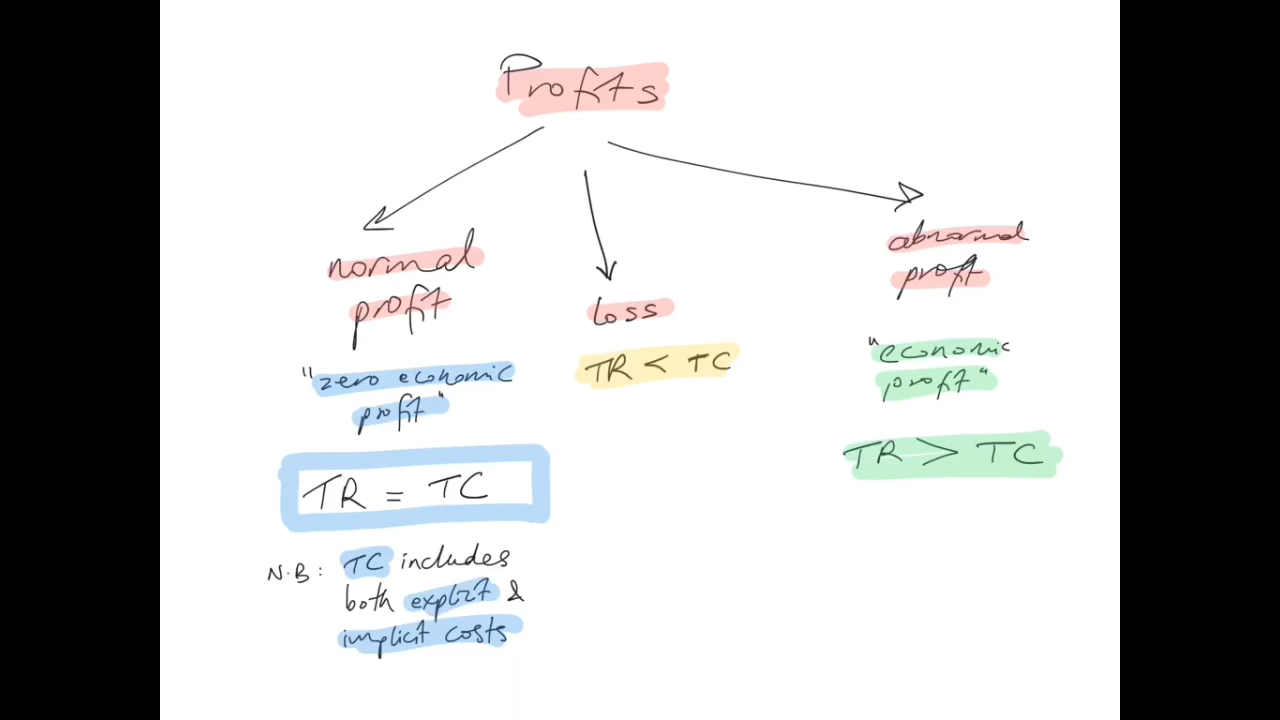 Profits
normal
profit
"zero economic
profit"
TR = TC
N.B: TC includes
both explicit &
implicit costs
loss
TR < TC
abnormal
profit
"economic
profit"
TR > TC